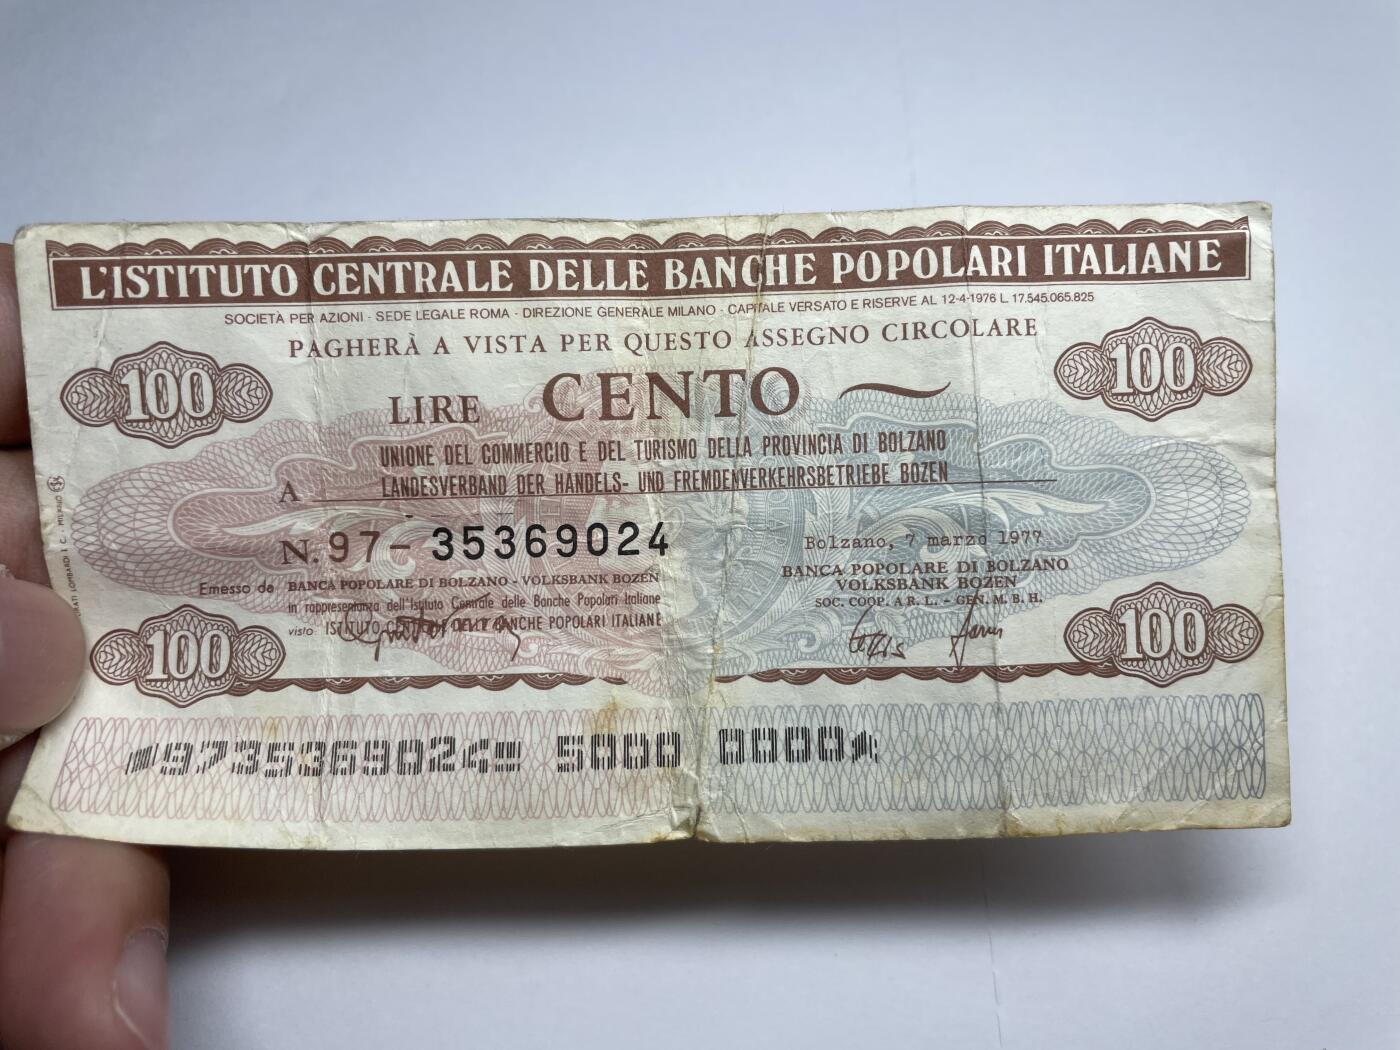 L'ISTITUTO CENTRALE DELLE BANCHE POPOLARI ITALIANE
SOCIETÀ PER AZIONI - SEDE LEGALE ROMA - DIREZIONE GENERALE MILANO - CAPITALE VERSATO E RISERVE AL 12-4-1976 L. 17.545.065.825
PAGHERÀ A VISTA PER QUESTO ASSEGNO CIRCOLARE
100
100
LIRE CENTO
UNIONE DEL COMMERCIO E DEL TURISMO DELLA PROVINCIA DI BOLZANO
A LANDESVERBAND DER HANDELS- UND FREMDENVERKEHRSBETRIEBE BOZEN
N. 97- 35369024
Bolzano, 7 marzo 1977
Emesso da BANCA POPOLARE DI BOLZANO - VOLKSBANK BOZEN
in rappresentanza dell'Istituto Centrale delle Banche Popolari Italiane
visto: ISTITUTO CENTRALE DELLE BANCHE POPOLARI ITALIANE
BANCA POPOLARE DI BOLZANO
VOLKSBANK BOZEN
SOC. COOP. A R. L. - GEN. M. B. H.
100
100
9735369024 5000 0000